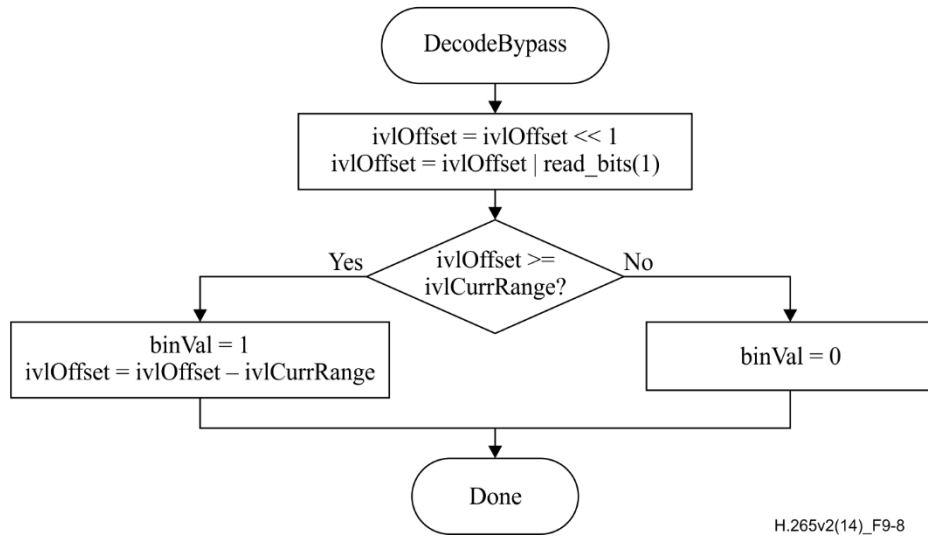 DecodeBypass
ivlOffset = ivlOffset << 1
ivlOffset = ivlOffset | read_bits(1)
Yes
ivlOffset >=
ivlCurrRange?
No
binVal = 1
ivlOffset = ivlOffset – ivlCurrRange
binVal = 0
Done
H.265v2(14)_F9-8